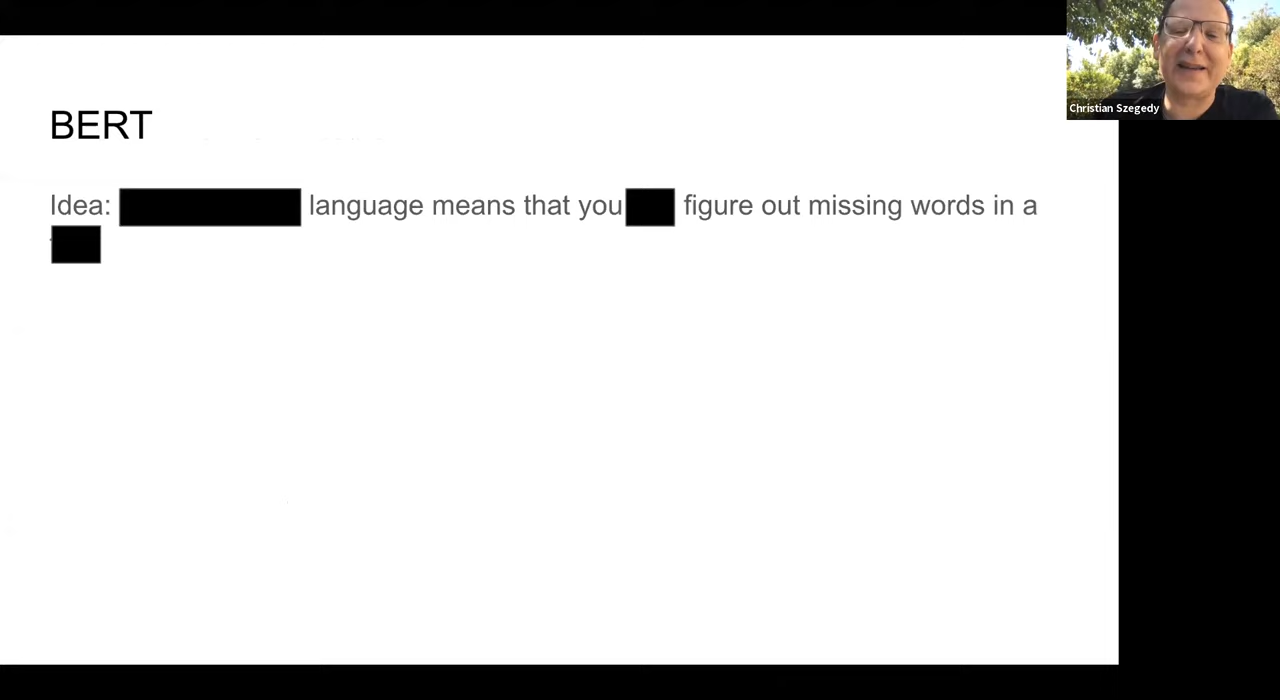 Christian Szegedy
BERT
Idea: language means that you figure out missing words in a